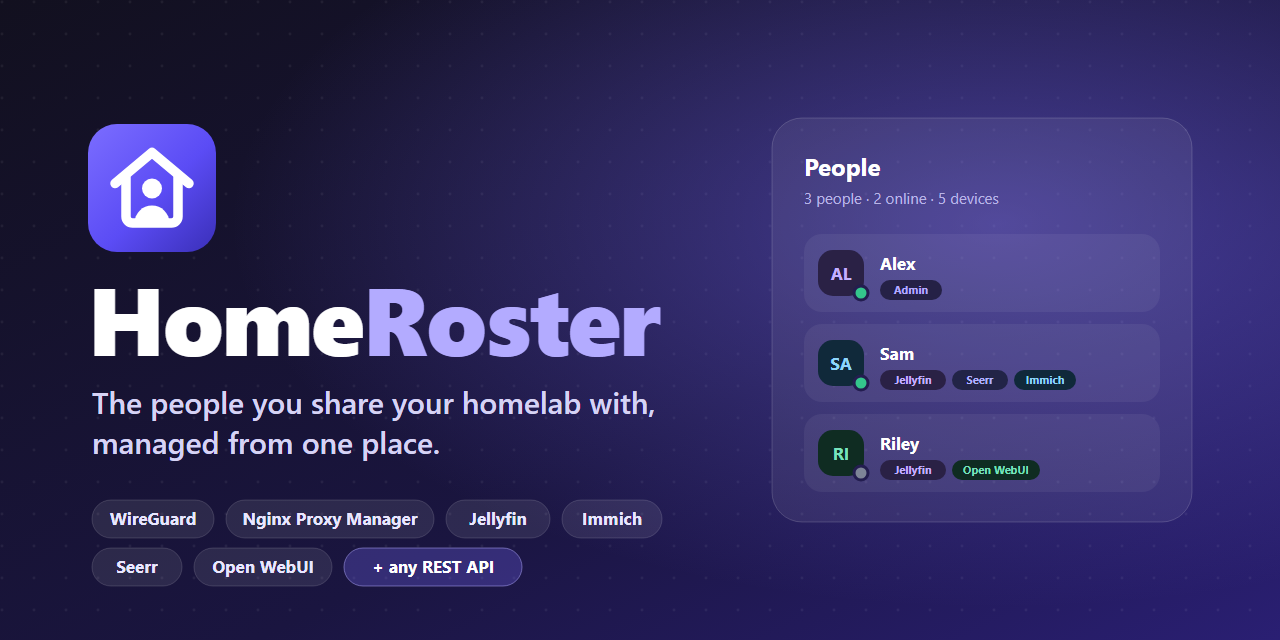 HomeRoster
The people you share your homelab with,
managed from one place.
WireGuard Nginx Proxy Manager Jellyfin Immich
Seerr Open WebUI + any REST API
People
3 people · 2 online · 5 devices
AL Alex
Admin
SA Sam
Jellyfin Seerr Immich
RI Riley
Jellyfin Open WebUI